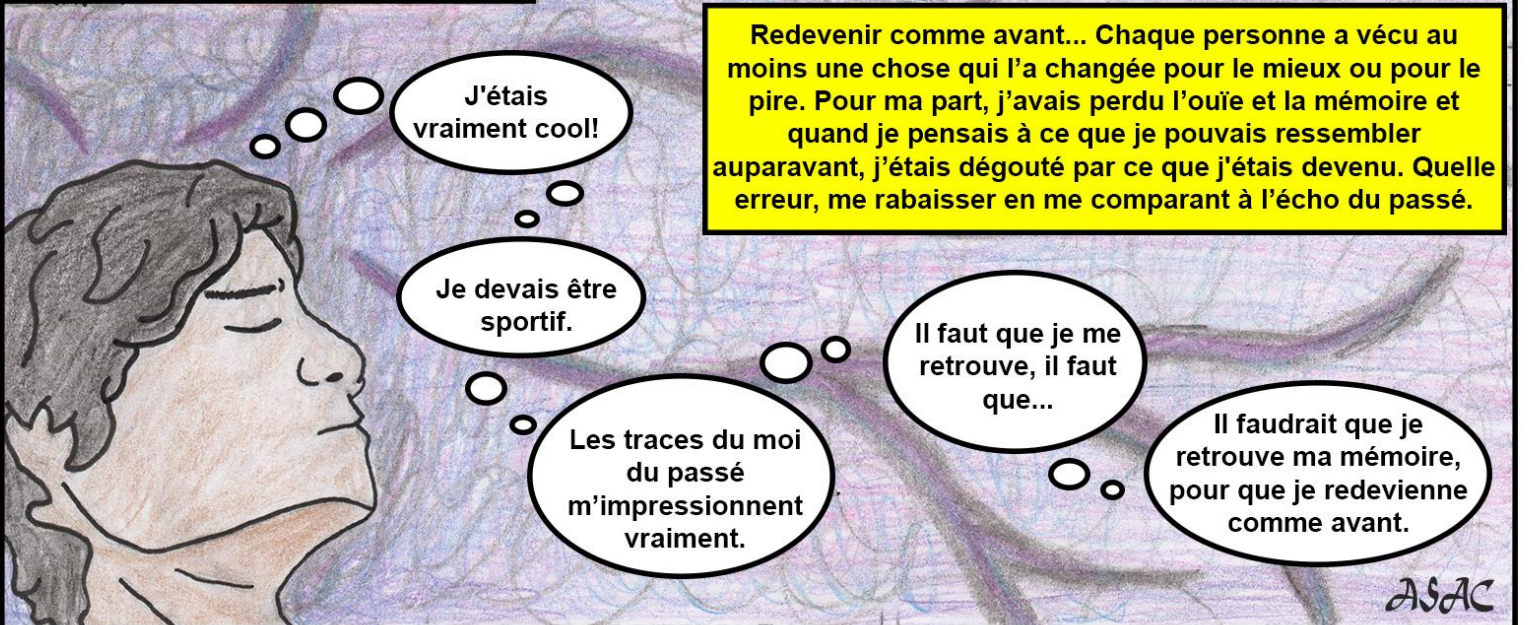 Redevenir comme avant... Chaque personne a vécu au
moins une chose qui l'a changée pour le mieux ou pour le
pire. Pour ma part, j'avais perdu l'ouïe et la mémoire et
quand je pensais à ce que je pouvais ressembler
auparavant, j'étais dégouté par ce que j'étais devenu. Quelle
erreur, me rabaisser en me comparant à l'écho du passé.
J'étais
vraiment cool!
Je devais être
sportif.
Les traces du moi
du passé
m'impressionnent
vraiment.
Il faut que je me
retrouve, il faut
que...
Il faudrait que je
retrouve ma mémoire,
pour que je redevienne
comme avant.
ASAC